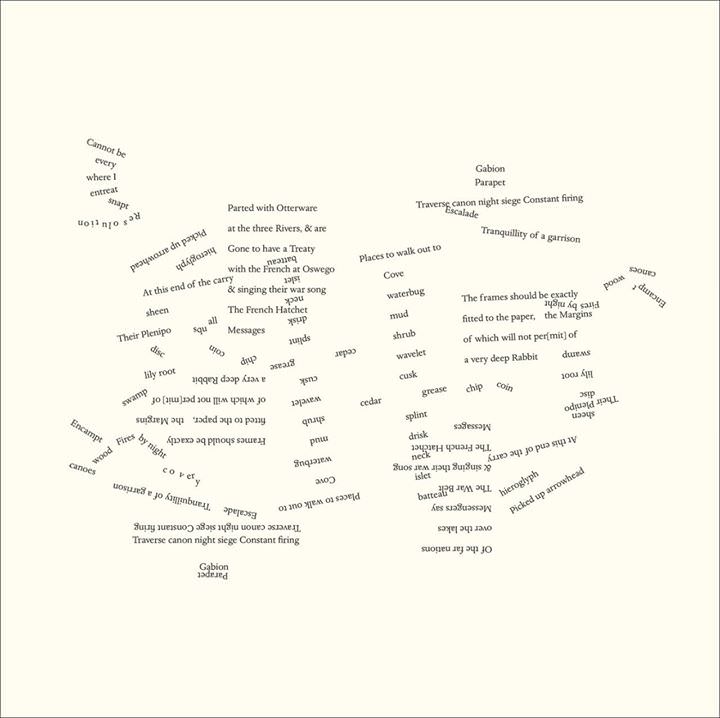 Cannot be
every
where I
entreat
snapt
Resolution
Picked up arrowhead
hieroglyph
At this end of the carry
sheen
Their Plenipo
disc
lily root
swamp
Encampt
wood
canoes
Fires by night
squ
all
coin
chip
grease
cedar
Parted with Otterware
at the three Rivers, & are
Gone to have a Treaty
batteau
with the French at Oswego
islet
& singing their war song
neck
The French Hatchet
drisk
Messages
splint
a very deep Rabbit
cusk
of which will not per[mit] of
wavelet
fitted to the paper, the Margins
shrub
Frames should be exactly
mud
waterbug
Cove
covery
Places to walk out to
Tranquillity of a garrison
Escalade
Traverse canon night siege Constant firing
Traverse canon night siege Constant firing
Gabion
Parapet
Gabion
Parapet
Traverse canon night siege Constant firing
Escalade
Tranquillity of a garrison
Places to walk out to
Cove
waterbug
mud
shrub
wavelet
cusk
cedar
grease
chip
coin
splint
drisk
neck
islet
batteau
canoes
wood
Encampt,
The frames should be exactly
Fires by night
fitted to the paper, the Margins
of which will not per[mit] of
a very deep Rabbit
swamp
lily root
disc
Their Plenipo
sheen
At this end of the carry
hieroglyph
Picked up arrowhead
Messages
The French Hatchet
& singing their war song
The War Belt
Messengers say
over the lakes
Of the far nations